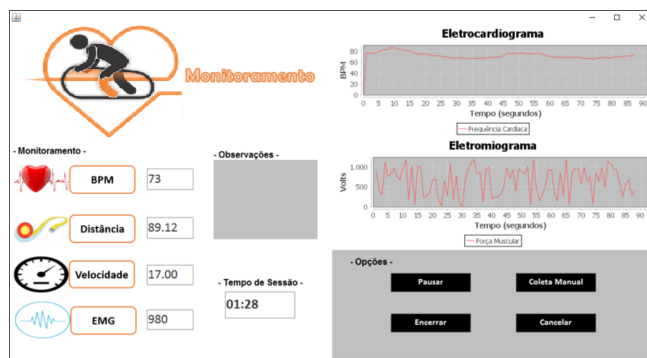 Monitoramento
- Monitoramento -
BPM
73
Distância
89.12
Velocidade
17.00
EMG
980
- Observações -
- Tempo de Sessão -
01:28
Eletrocardiograma
BPM
80
60
40
20
0
0 5 10 15 20 25 30 35 40 45 50 55 60 65 70 75 80 85 90
Tempo (segundos)
Frequência Cardíaca
Eletromiograma
Volts
1.000
500
0
0 5 10 15 20 25 30 35 40 45 50 55 60 65 70 75 80 85 90
Tempo (segundos)
Força Muscular
- Opções -
Pausar
Coleta Manual
Encerrar
Cancelar